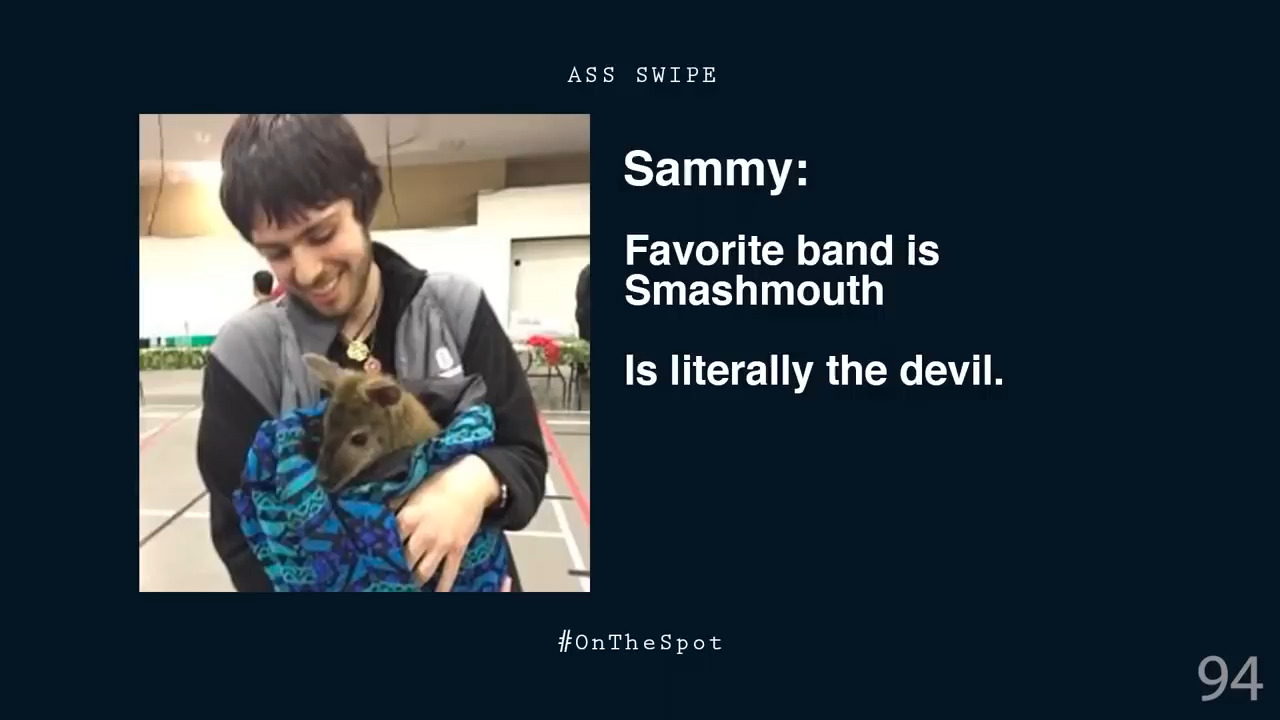 ASS SWIPE
Sammy:
Favorite band is
Smashmouth
Is literally the devil.
#OnTheSpot
94